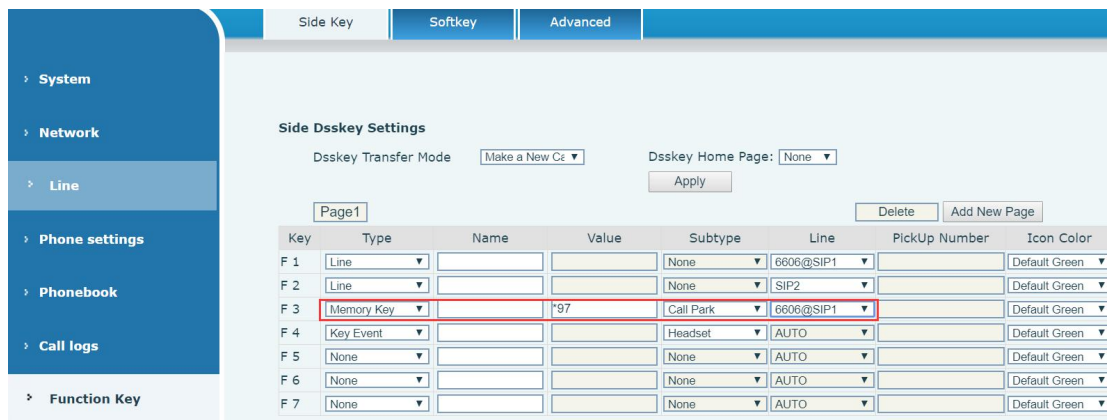 Side Key Softkey Advanced
System
Network
Line
Phone settings
Phonebook
Call logs
Function Key
Side Dsskey Settings
Dsskey Transfer Mode Make a New Ca Dsskey Home Page: None
Apply
Page1 Delete Add New Page
Key Type Name Value Subtype Line PickUp Number Icon Color
F 1 Line None 6606@SIP1 Default Green
F 2 Line None SIP2 Default Green
F 3 Memory Key *97 Call Park 6606@SIP1 Default Green
F 4 Key Event Headset AUTO Default Green
F 5 None None AUTO Default Green
F 6 None None AUTO Default Green
F 7 None None AUTO Default Green